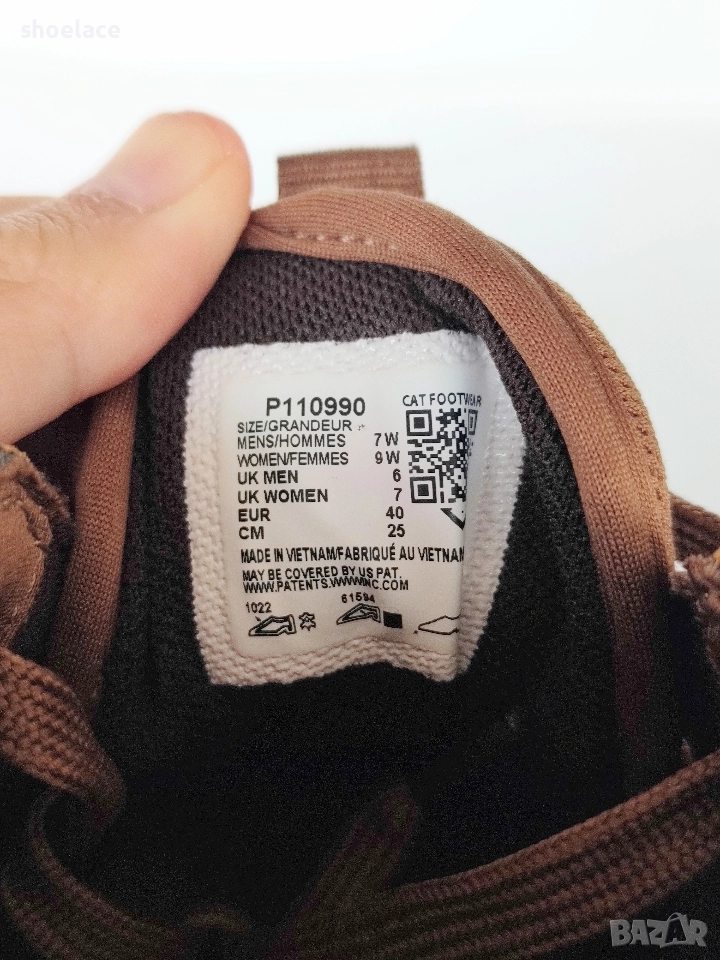 shoelace
P110990
CAT FOOTWEAR
SIZE/GRANDEUR
MENS/HOMMES 7W
WOMEN/FEMMES 9W
UK MEN 6
UK WOMEN 7
EUR 40
CM 25
MADE IN VIETNAM/FABRIQUÉ AU VIETNAM
MAY BE COVERED BY US PAT.
WWW.PATENTS.WWWINC.COM
1022 61594
BAZAR